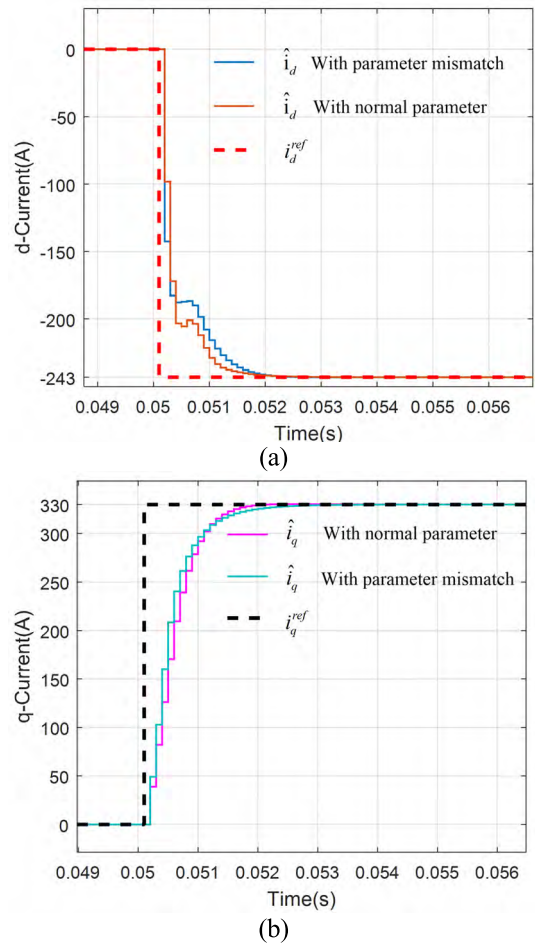 0
-50
-100
-150
-200
-243
d-Current(A)
î_d With parameter mismatch
î_d With normal parameter
i_d^ref
0.049 0.05 0.051 0.052 0.053 0.054 0.055 0.056
Time(s)
(a)
330
300
250
200
150
100
50
0
q-Current(A)
î_q With normal parameter
î_q With parameter mismatch
i_q^ref
0.049 0.05 0.051 0.052 0.053 0.054 0.055 0.056
Time(s)
(b)